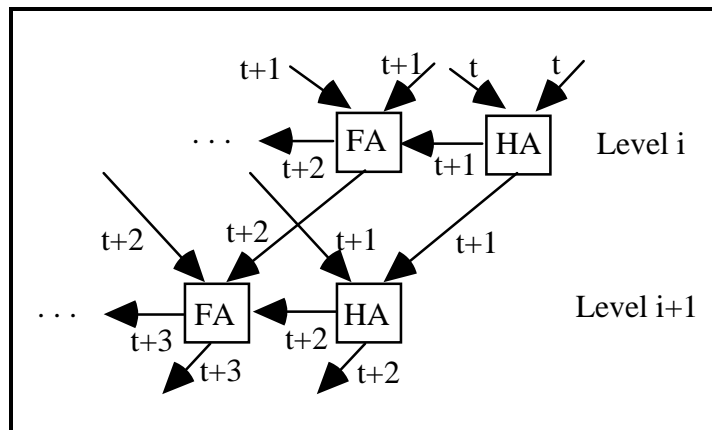 t+1 t+1 t t
. . . FA HA Level i
t+2 t+1
t+2 t+2 t+1 t+1
. . . FA HA Level i+1
t+3 t+2
t+3 t+2